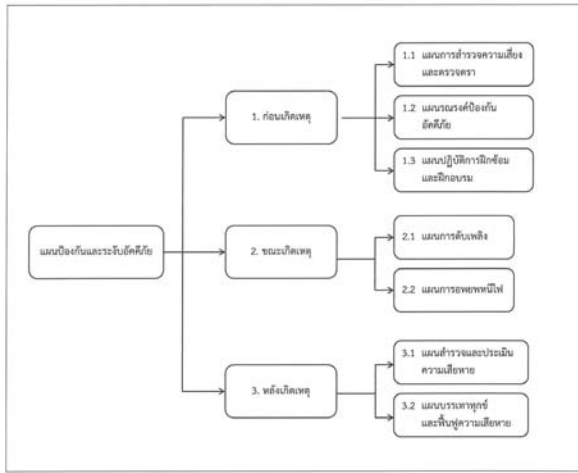 1.1 แผนการสำรวจความเสี่ยง
และตรวจตรา
1. ก่อนเกิดเหตุ
1.2 แผนรณรงค์ป้องกัน
อัคคีภัย
1.3 แผนปฏิบัติการฝึกซ้อม
และฝึกอบรม
แผนป้องกันและระงับอัคคีภัย
2. ขณะเกิดเหตุ
2.1 แผนการดับเพลิง
2.2 แผนการอพยพหนีไฟ
3. หลังเกิดเหตุ
3.1 แผนสำรวจและประเมิน
ความเสียหาย
3.2 แผนบรรเทาทุกข์
และฟื้นฟูความเสียหาย